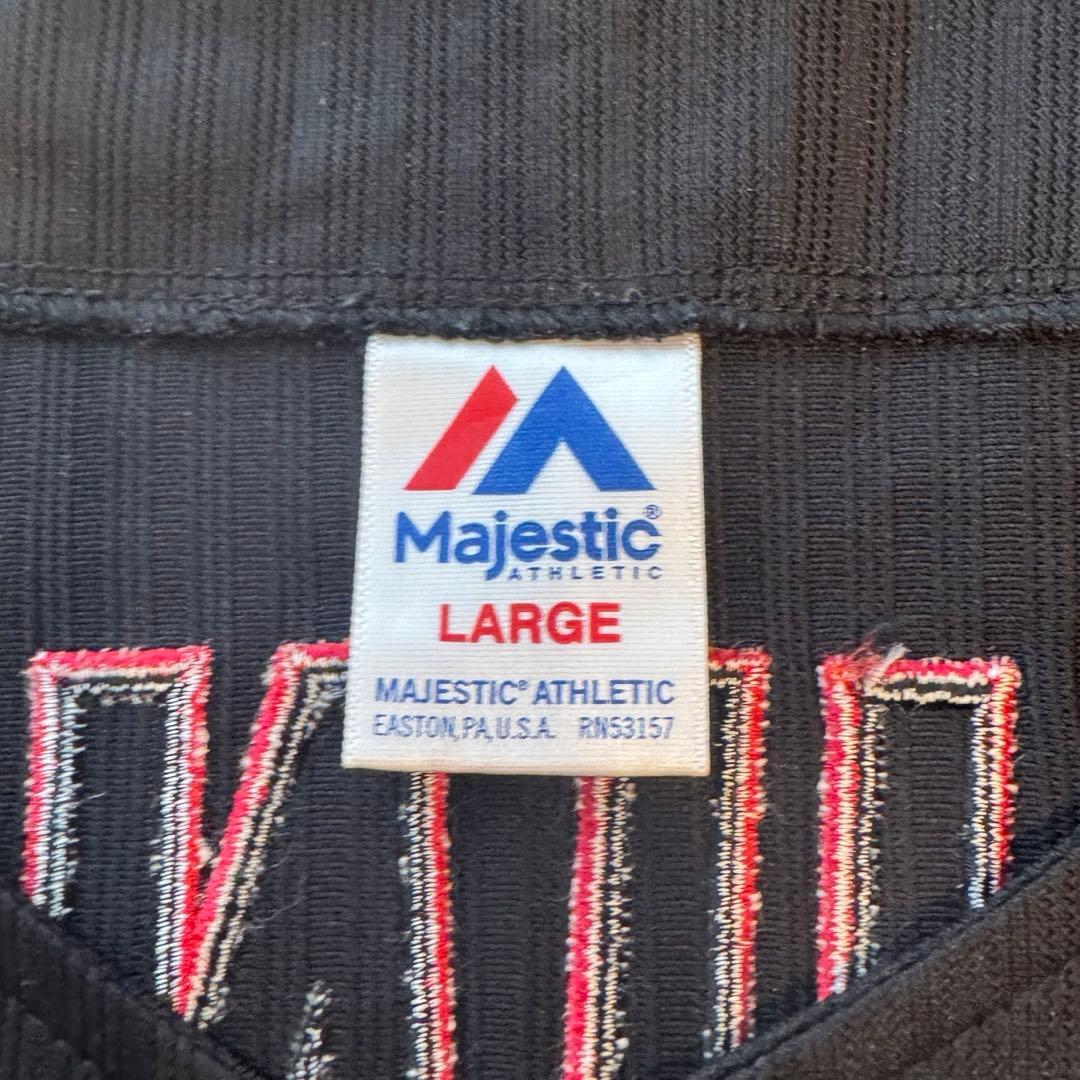 Majestic®
ATHLETIC
LARGE
MAJESTIC® ATHLETIC
EASTON, PA, U.S.A. RN53157